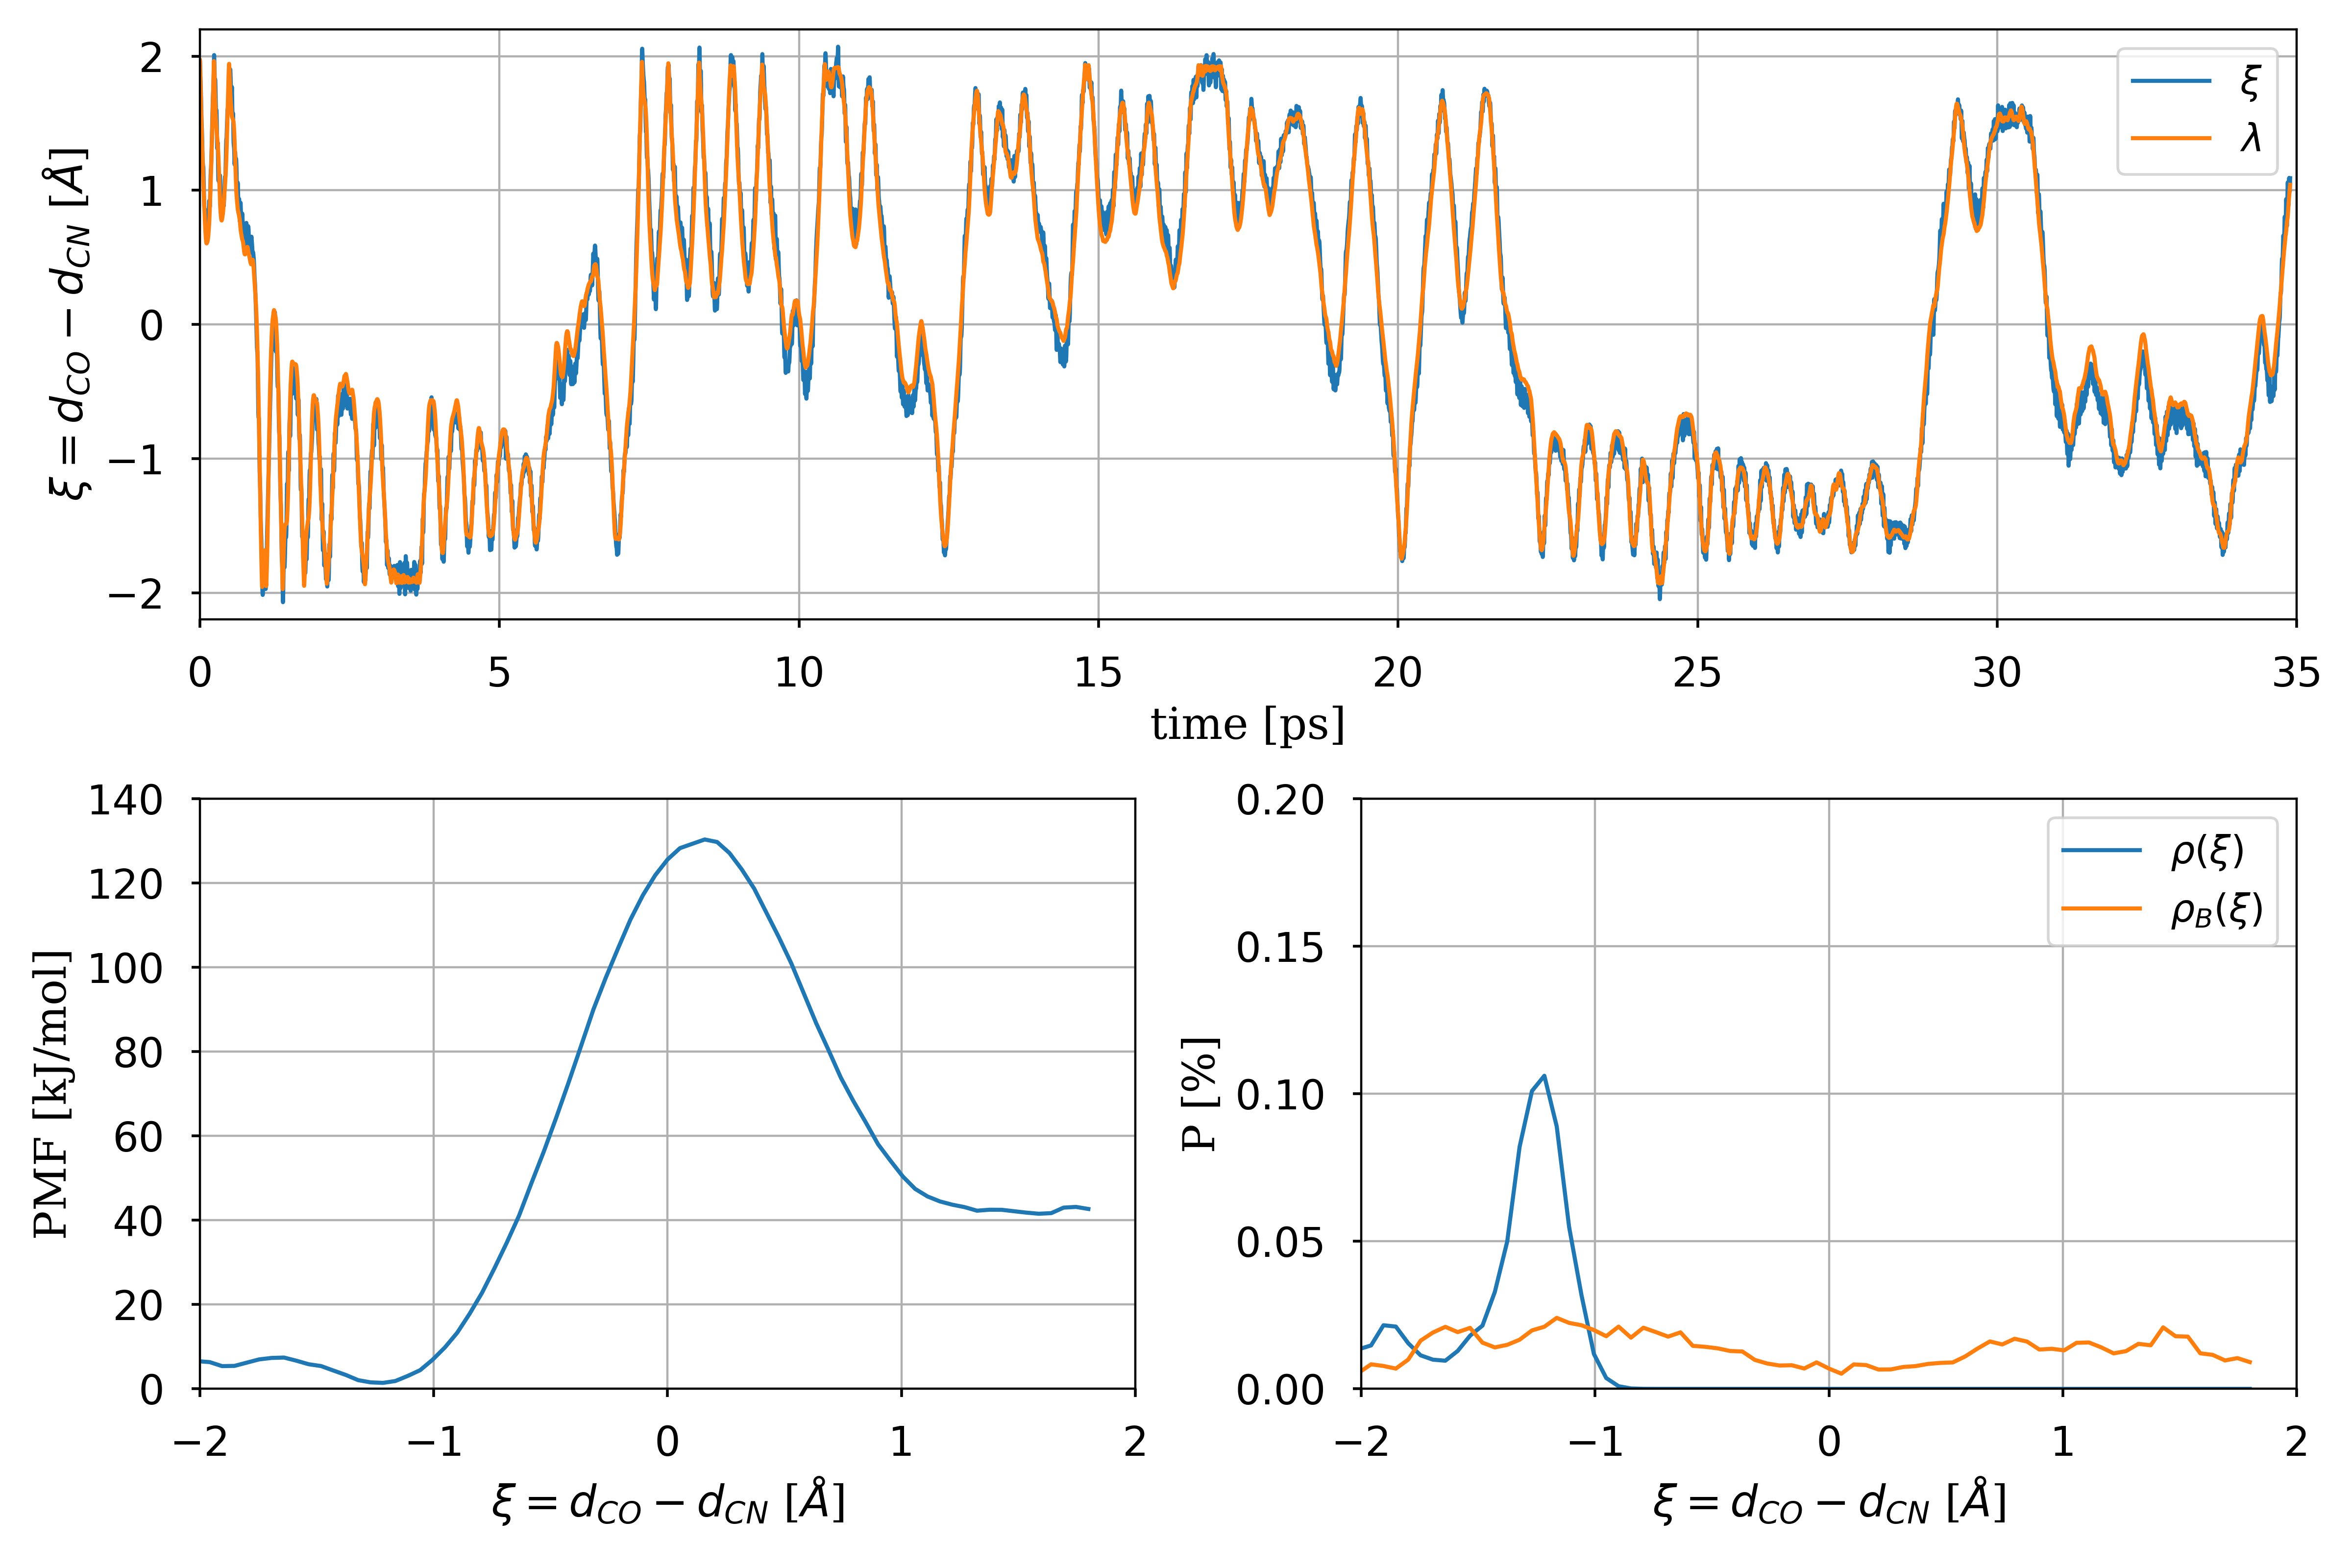 2
1
0
−1
−2
ξ = d_CO − d_CN [Å]
ξ
λ
0 5 10 15 20 25 30 35
time [ps]
140
120
100
80
60
40
20
0
PMF [kJ/mol]
−2 −1 0 1 2
ξ = d_CO − d_CN [Å]
0.20
0.15
0.10
0.05
0.00
P [%]
ρ(ξ)
ρ_B(ξ)
−2 −1 0 1 2
ξ = d_CO − d_CN [Å]